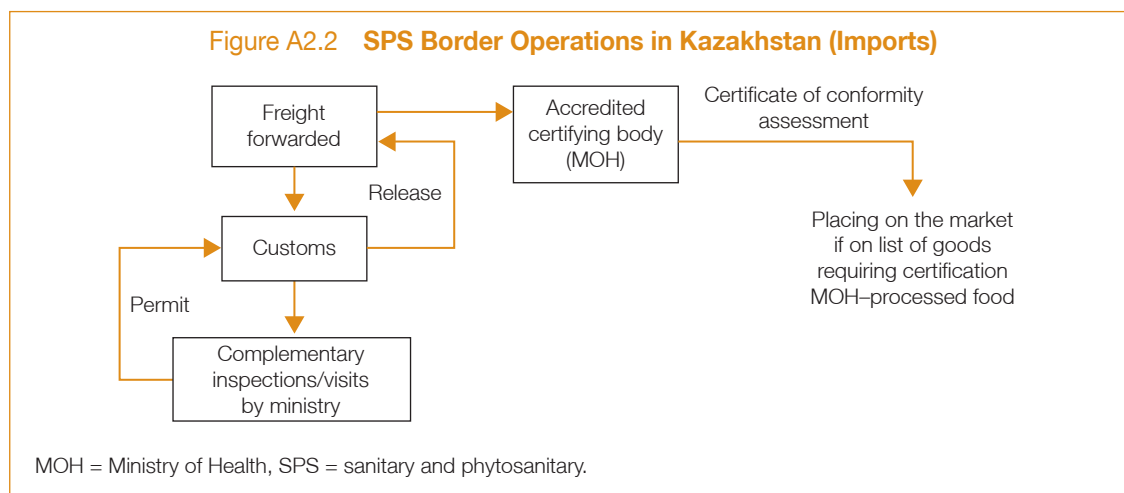 Figure A2.2 SPS Border Operations in Kazakhstan (Imports)
Freight
forwarded
Accredited
certifying body
(MOH)
Certificate of conformity
assessment
Release
Customs
Placing on the market
if on list of goods
requiring certification
MOH–processed food
Permit
Complementary
inspections/visits
by ministry
MOH = Ministry of Health, SPS = sanitary and phytosanitary.